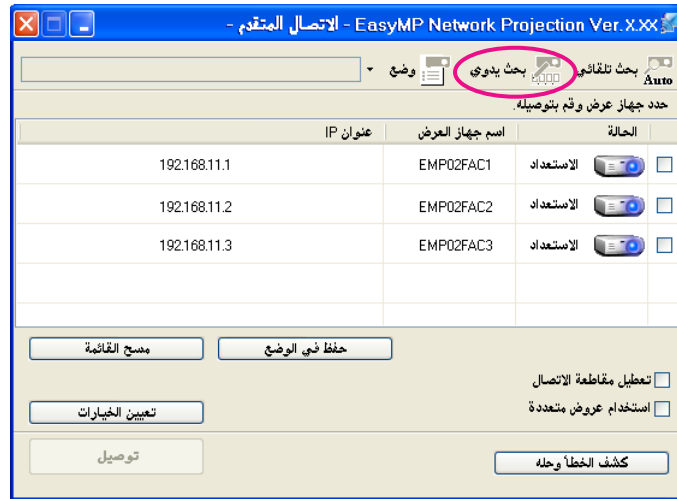 EasyMP Network Projection Ver. X.XX - الاتصال المتقدم -
Auto بحث تلقائي بحث يدوي وضع
حدد جهاز عرض وقم بتوصيله.
الحالة اسم جهاز العرض عنوان IP
الاستعداد EMP02FAC1 192.168.11.1
الاستعداد EMP02FAC2 192.168.11.2
الاستعداد EMP02FAC3 192.168.11.3
حفظ في الوضع مسح القائمة
تعطيل مقاطعة الاتصال
استخدام عروض متعددة تعيين الخيارات
كشف الخطأ وحله توصيل